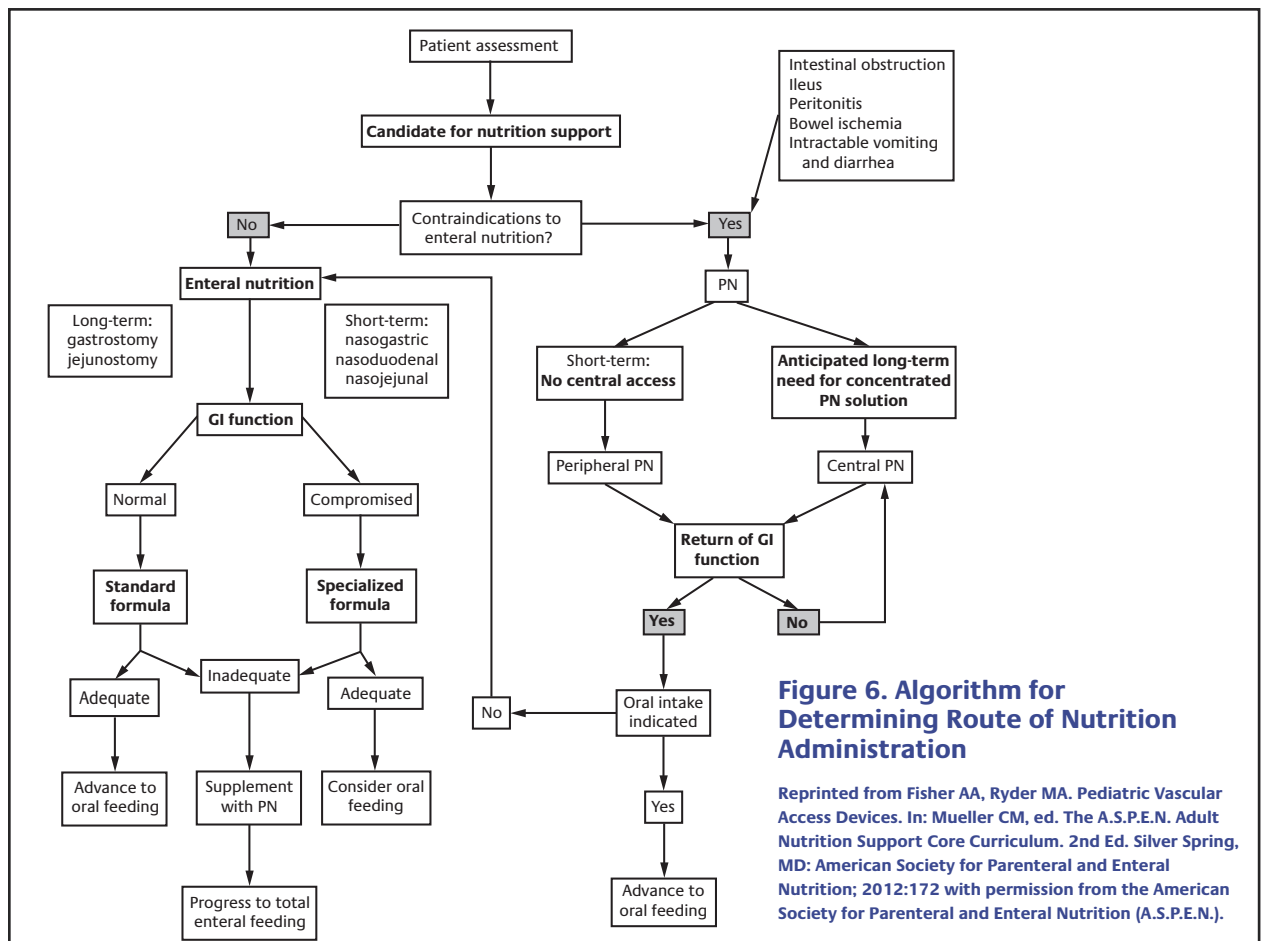 Patient assessment
Candidate for nutrition support
Intestinal obstruction
Ileus
Peritonitis
Bowel ischemia
Intractable vomiting
and diarrhea
Contraindications to
enteral nutrition?
No
Yes
Enteral nutrition
PN
Long-term:
gastrostomy
jejunostomy
Short-term:
nasogastric
nasoduodenal
nasojejunal
Short-term:
No central access
Anticipated long-term
need for concentrated
PN solution
GI function
Peripheral PN
Central PN
Normal
Compromised
Return of GI
function
Standard
formula
Specialized
formula
Yes
No
Adequate
Inadequate
Adequate
No
Oral intake
indicated
Advance to
oral feeding
Supplement
with PN
Consider oral
feeding
Yes
Progress to total
enteral feeding
Advance to
oral feeding
Figure 6. Algorithm for
Determining Route of Nutrition
Administration
Reprinted from Fisher AA, Ryder MA. Pediatric Vascular
Access Devices. In: Mueller CM, ed. The A.S.P.E.N. Adult
Nutrition Support Core Curriculum. 2nd Ed. Silver Spring,
MD: American Society for Parenteral and Enteral
Nutrition; 2012:172 with permission from the American
Society for Parenteral and Enteral Nutrition (A.S.P.E.N.).